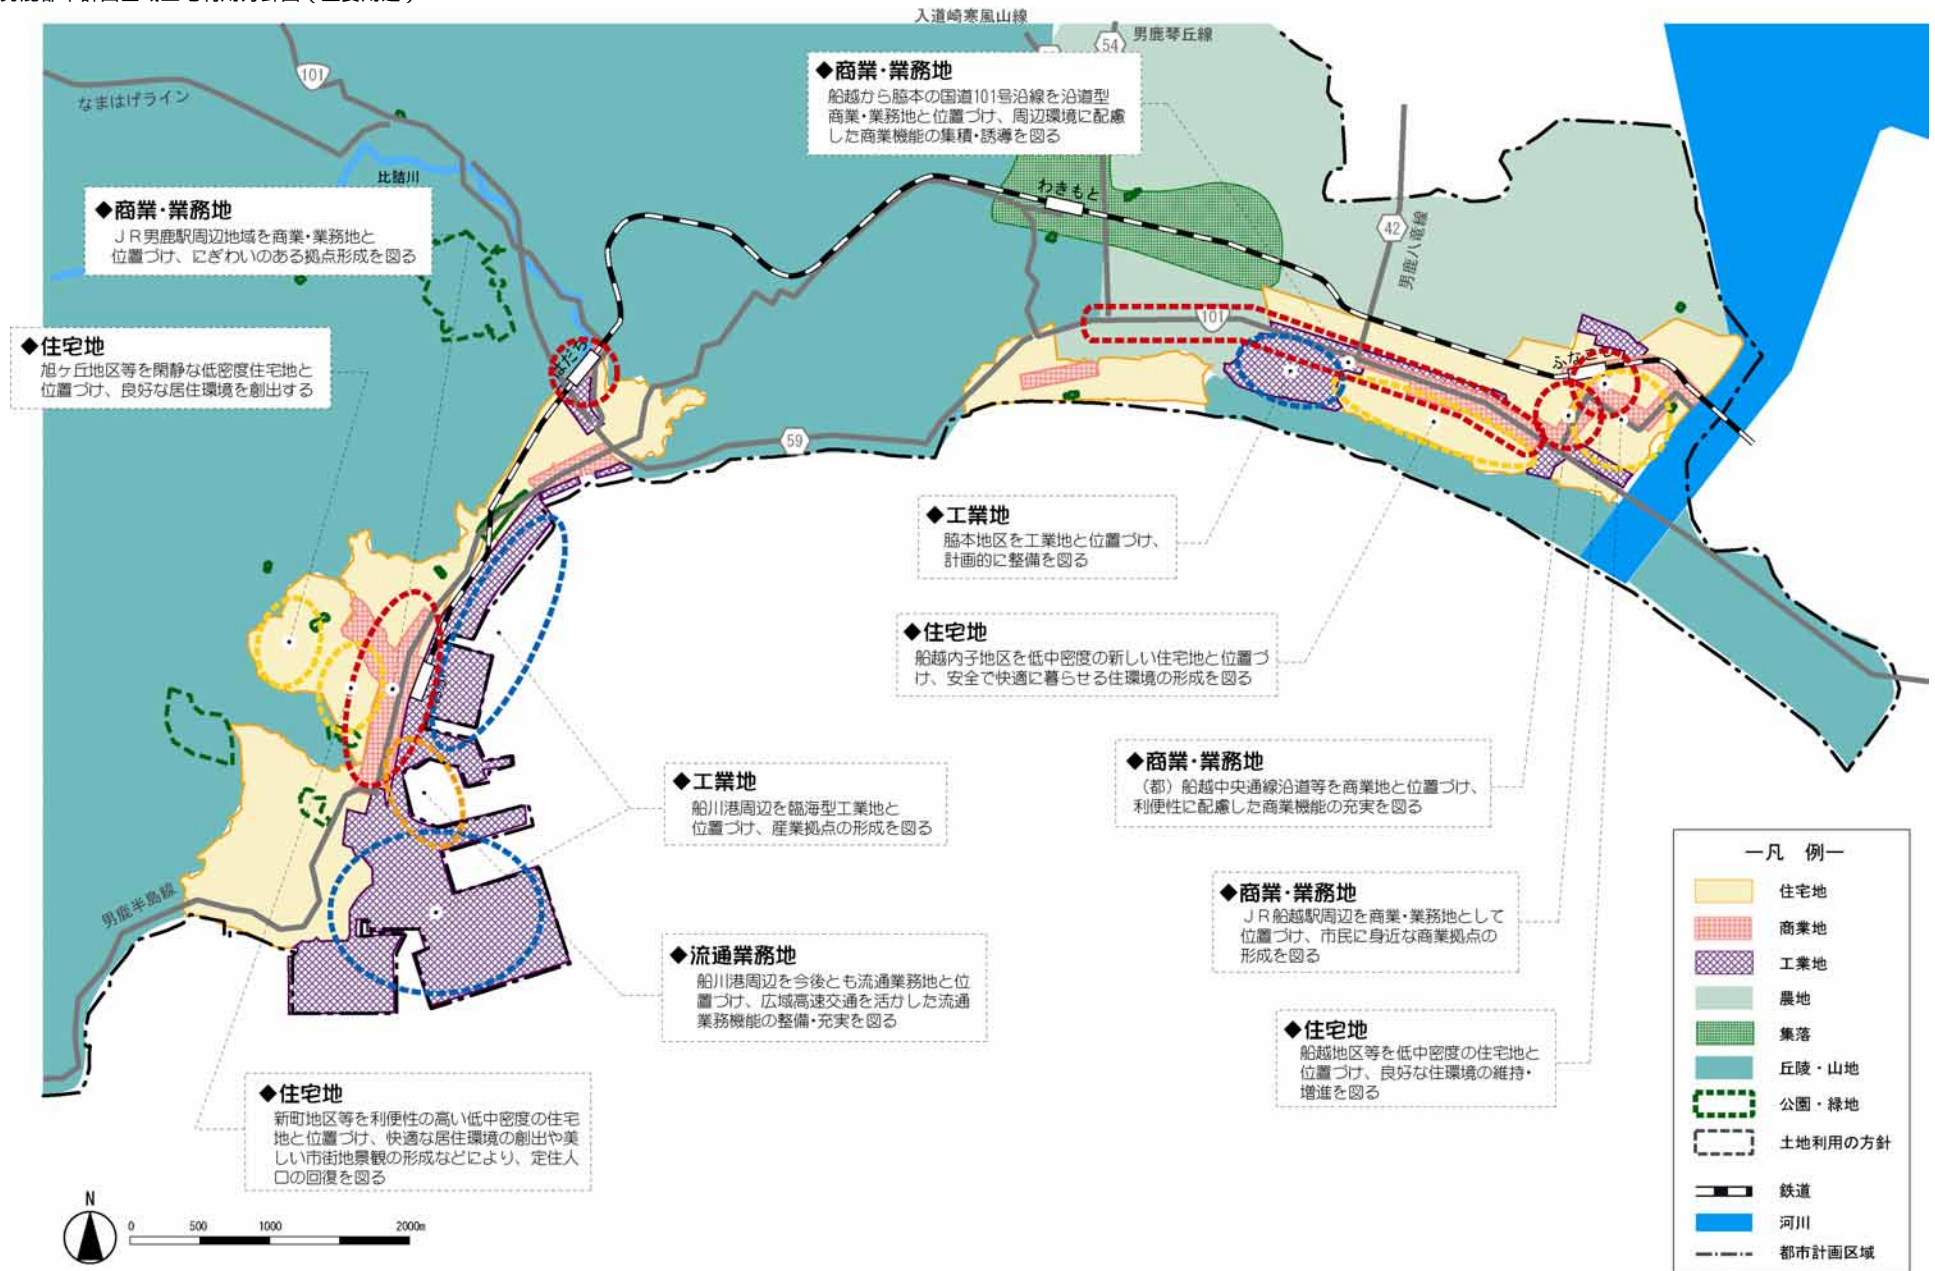 入道崎寒風山線
男鹿琴丘線
54
101
なまはげライン
比詰川
◆商業・業務地
船越から脇本の国道101号沿線を沿道型
商業・業務地と位置づけ、周辺環境に配慮
した商業機能の集積・誘導を図る
◆商業・業務地
JR男鹿駅周辺地域を商業・業務地と
位置づけ、にぎわいのある拠点形成を図る
わきもと
42
男鹿八竜線
101
◆住宅地
旭ヶ丘地区等を閑静な低密度住宅地と
位置づけ、良好な居住環境を創出する
はだち
59
◆工業地
脇本地区を工業地と位置づけ、
計画的に整備を図る
◆住宅地
船越内子地区を低中密度の新しい住宅地と位置づ
け、安全で快適に暮らせる住環境の形成を図る
◆商業・業務地
(都)船越中央通線沿道等を商業地と位置づけ、
利便性に配慮した商業機能の充実を図る
◆工業地
船川港周辺を臨海型工業地と
位置づけ、産業拠点の形成を図る
◆商業・業務地
JR船越駅周辺を商業・業務地として
位置づけ、市民に身近な商業拠点の
形成を図る
男鹿半島線
◆流通業務地
船川港周辺を今後とも流通業務地と位
置づけ、広域高速交通を活かした流通
業務機能の整備・充実を図る
◆住宅地
船越地区等を低中密度の住宅地と
位置づけ、良好な住環境の維持・
増進を図る
◆住宅地
新町地区等を利便性の高い低中密度の住宅
地と位置づけ、快適な居住環境の創出や美
しい市街地景観の形成などにより、定住人
口の回復を図る
―凡 例―
住宅地
商業地
工業地
農地
集落
丘陵・山地
公園・緑地
土地利用の方針
鉄道
河川
都市計画区域
N
0 500 1000 2000m